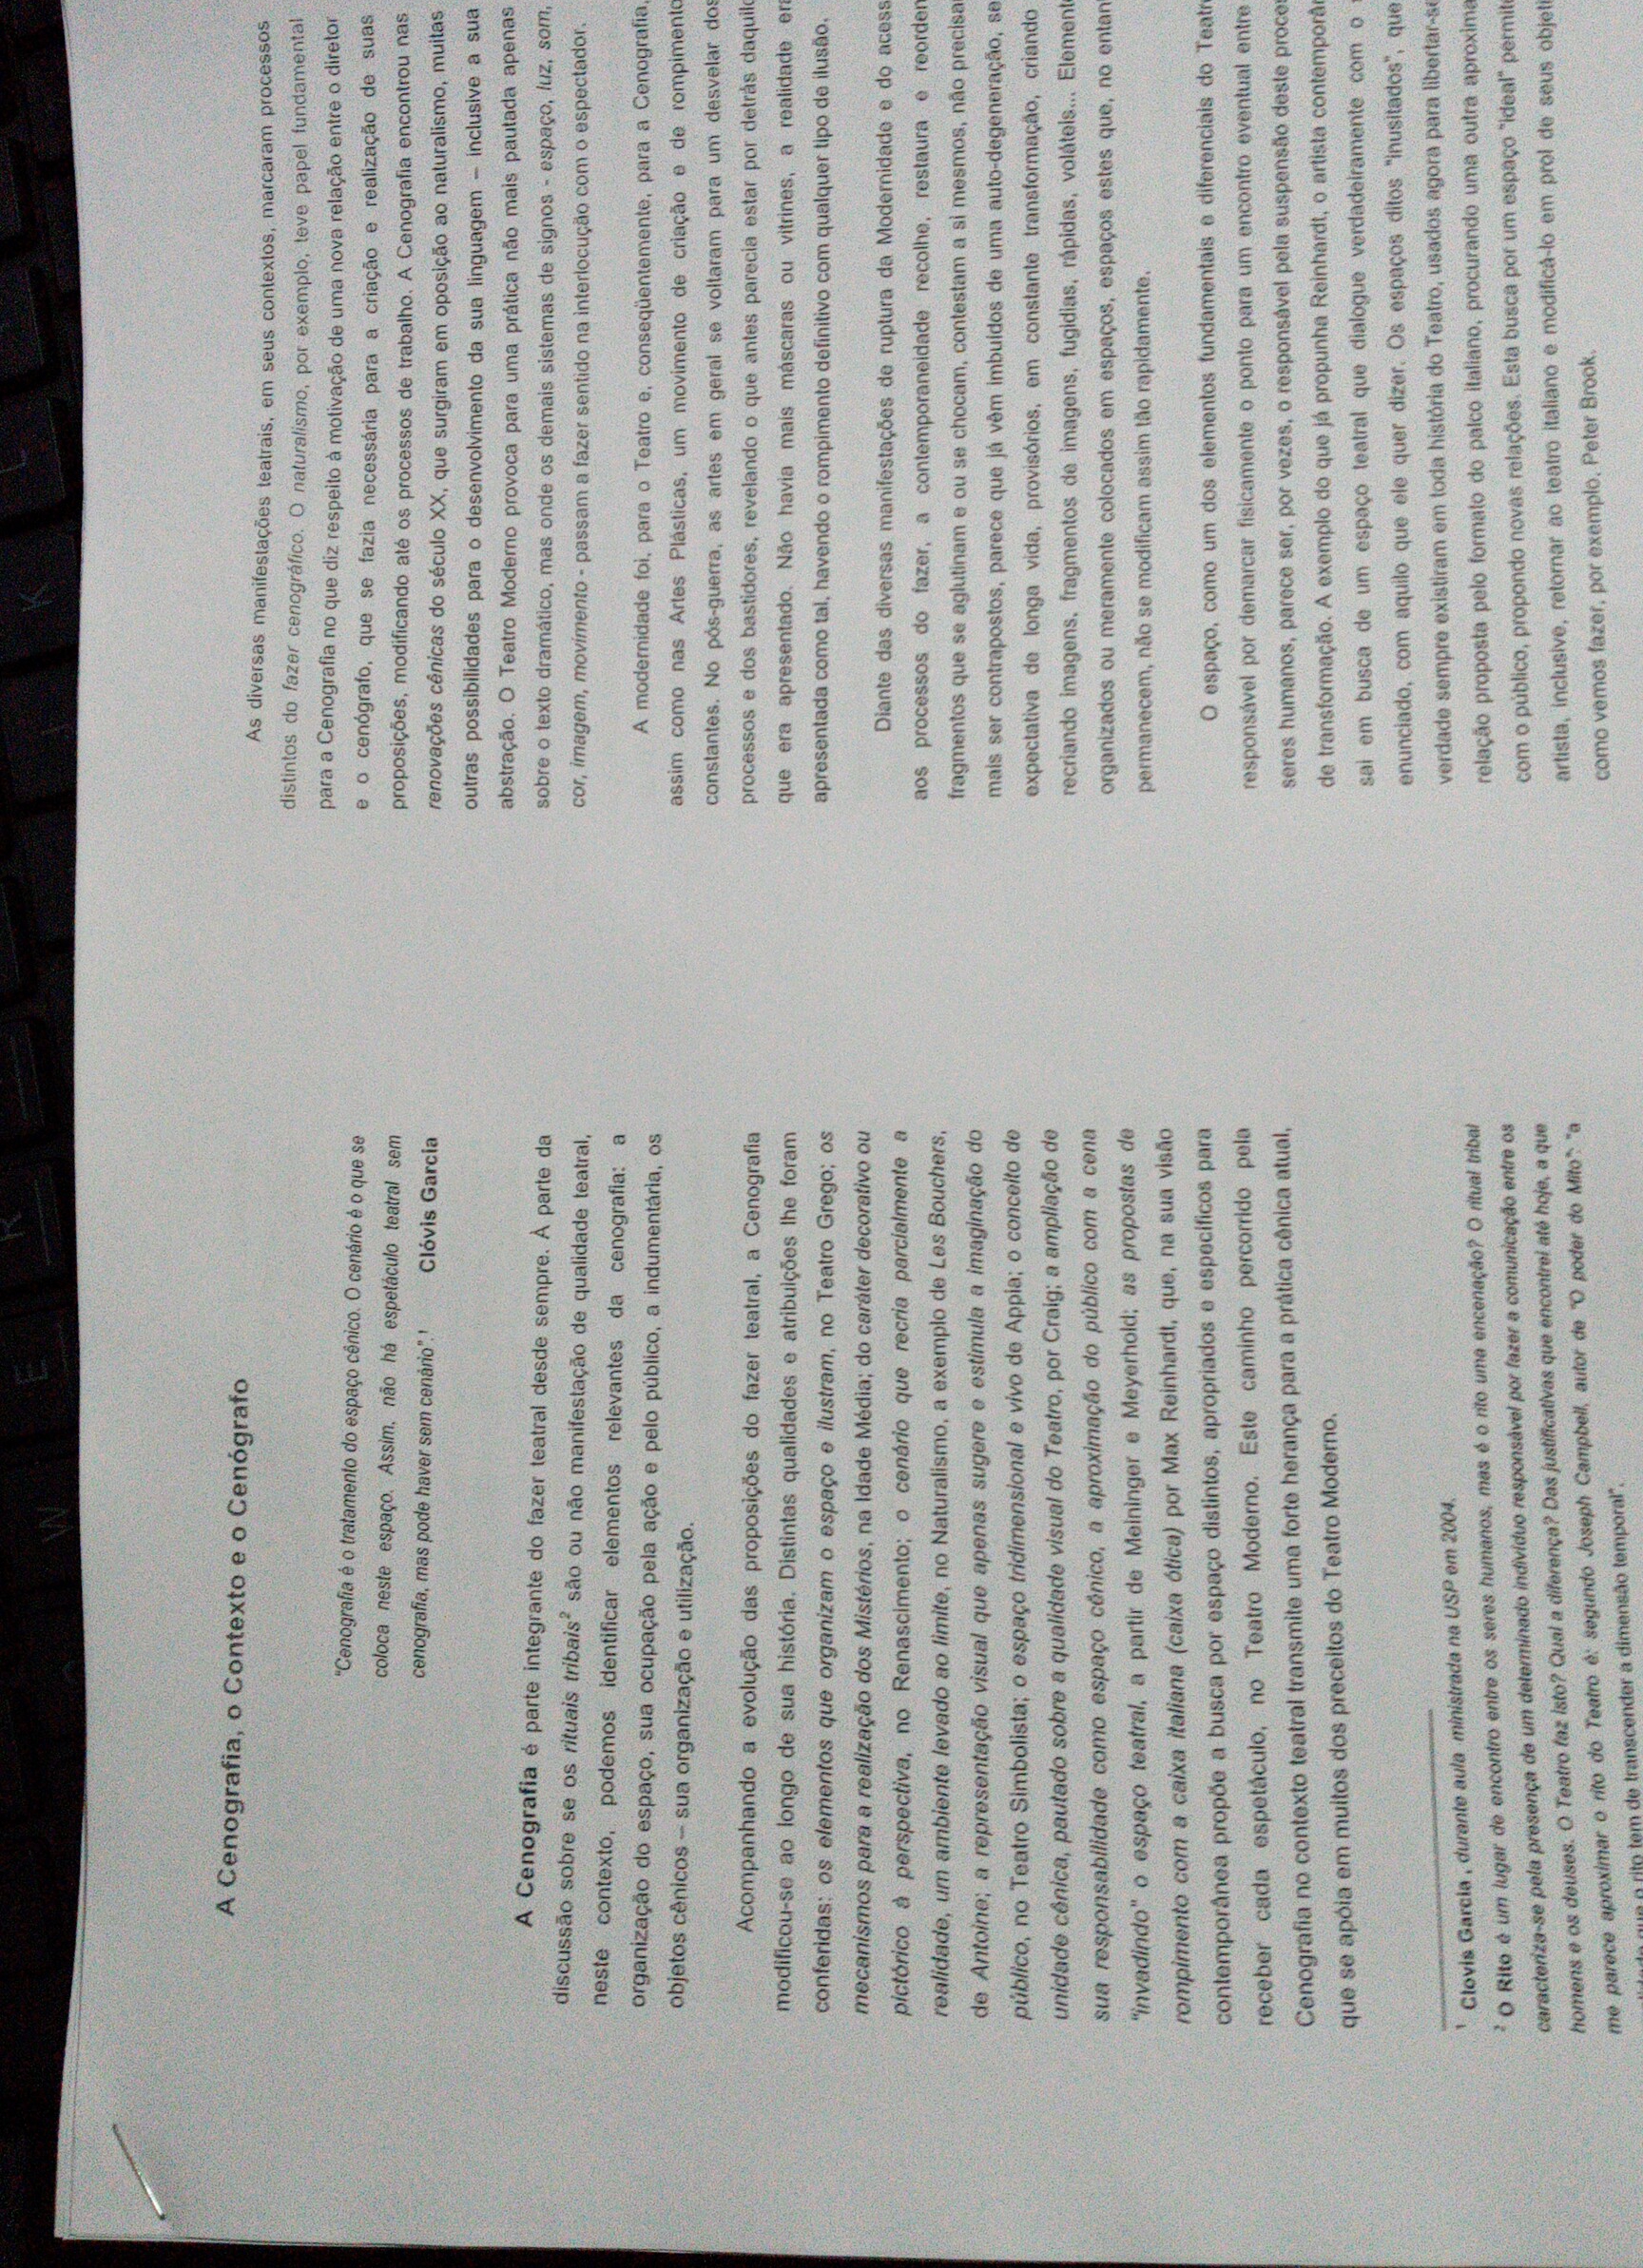 A Cenografia, o Contexto e o Cenógrafo
"Cenografia é o tratamento do espaço cênico. O cenário é o que se
coloca neste espaço. Assim, não há espetáculo teatral sem
cenografia, mas pode haver sem cenário".¹ Clóvis Garcia
A Cenografia é parte integrante do fazer teatral desde sempre. À parte da
discussão sobre se os rituais tribais² são ou não manifestação de qualidade teatral,
neste contexto, podemos identificar elementos relevantes da cenografia: a
organização do espaço, sua ocupação pela ação e pelo público, a indumentária, os
objetos cênicos – sua organização e utilização.
Acompanhando a evolução das proposições do fazer teatral, a Cenografia
modificou-se ao longo de sua história. Distintas qualidades e atribuições lhe foram
conferidas: os elementos que organizam o espaço e ilustram, no Teatro Grego; os
mecanismos para a realização dos Mistérios, na Idade Média; do caráter decorativo ou
pictórico à perspectiva, no Renascimento; o cenário que recria parcialmente a
realidade, um ambiente levado ao limite, no Naturalismo, a exemplo de Les Bouchers,
de Antoine; a representação visual que apenas sugere e estimula a imaginação do
público, no Teatro Simbolista; o espaço tridimensional e vivo de Appia; o conceito de
unidade cênica, pautado sobre a qualidade visual do Teatro, por Craig; a ampliação de
sua responsabilidade como espaço cênico, a aproximação do público com a cena
"invadindo" o espaço teatral, a partir de Meininger e Meyerhold; as propostas de
rompimento com a caixa italiana (caixa ótica) por Max Reinhardt, que, na sua visão
contemporânea propõe a busca por espaço distintos, apropriados e específicos para
receber cada espetáculo, no Teatro Moderno. Este caminho percorrido pela
Cenografia no contexto teatral transmite uma forte herança para a prática cênica atual,
que se apóia em muitos dos preceitos do Teatro Moderno.
¹ Clovis Garcia , durante aula ministrada na USP em 2004.
² O Rito é um lugar de encontro entre os seres humanos, mas é o rito uma encenação? O ritual tribal
caracteriza-se pela presença de um determinado indivíduo responsável por fazer a comunicação entre os
homens e os deuses. O Teatro faz isto? Qual a diferença? Das justificativas que encontrei até hoje, a que
me parece aproximar o rito do Teatro é: segundo Joseph Campbell, autor de "O poder do Mito": "a
que o rito tem de transcender a dimensão temporal".
As diversas manifestações teatrais, em seus contextos, marcaram processos
distintos do fazer cenográfico. O naturalismo, por exemplo, teve papel fundamental
para a Cenografia no que diz respeito à motivação de uma nova relação entre o diretor
e o cenógrafo, que se fazia necessária para a criação e realização de suas
proposições, modificando até os processos de trabalho. A Cenografia encontrou nas
renovações cênicas do século XX, que surgiram em oposição ao naturalismo, muitas
outras possibilidades para o desenvolvimento da sua linguagem – inclusive a sua
abstração. O Teatro Moderno provoca para uma prática não mais pautada apenas
sobre o texto dramático, mas onde os demais sistemas de signos - espaço, luz, som,
cor, imagem, movimento - passam a fazer sentido na interlocução com o espectador.
A modernidade foi, para o Teatro e, conseqüentemente, para a Cenografia,
assim como nas Artes Plásticas, um movimento de criação e de rompimento
constantes. No pós-guerra, as artes em geral se voltaram para um desvelar dos
processos e dos bastidores, revelando o que antes parecia estar por detrás daquilo
que era apresentado. Não havia mais máscaras ou vitrines, a realidade era
apresentada como tal, havendo o rompimento definitivo com qualquer tipo de ilusão.
Diante das diversas manifestações de ruptura da Modernidade e do acess
aos processos do fazer, a contemporaneidade recolhe, restaura e reorden
fragmentos que se aglutinam e ou se chocam, contestam a si mesmos, não precisa
mais ser contrapostos, parece que já vêm imbuídos de uma auto-degeneração, se
expectativa de longa vida, provisórios, em constante transformação, criando
recriando imagens, fragmentos de imagens, fugidias, rápidas, voláteis... Element
organizados ou meramente colocados em espaços, espaços estes que, no entan
permanecem, não se modificam assim tão rapidamente.
O espaço, como um dos elementos fundamentais e diferenciais do Teatr
responsável por demarcar fisicamente o ponto para um encontro eventual entre
seres humanos, parece ser, por vezes, o responsável pela suspensão deste proce
de transformação. A exemplo do que já propunha Reinhardt, o artista contemporân
sai em busca de um espaço teatral que dialogue verdadeiramente com o
enunciado, com aquilo que ele quer dizer. Os espaços ditos "inusitados", que
verdade sempre existiram em toda história do Teatro, usados agora para libertar-se
relação proposta pelo formato do palco italiano, procurando uma outra aproxima
com o público, propondo novas relações. Esta busca por um espaço "ideal" permite
artista, inclusive, retornar ao teatro italiano e modificá-lo em prol de seus objeti
como vemos fazer, por exemplo, Peter Brook.